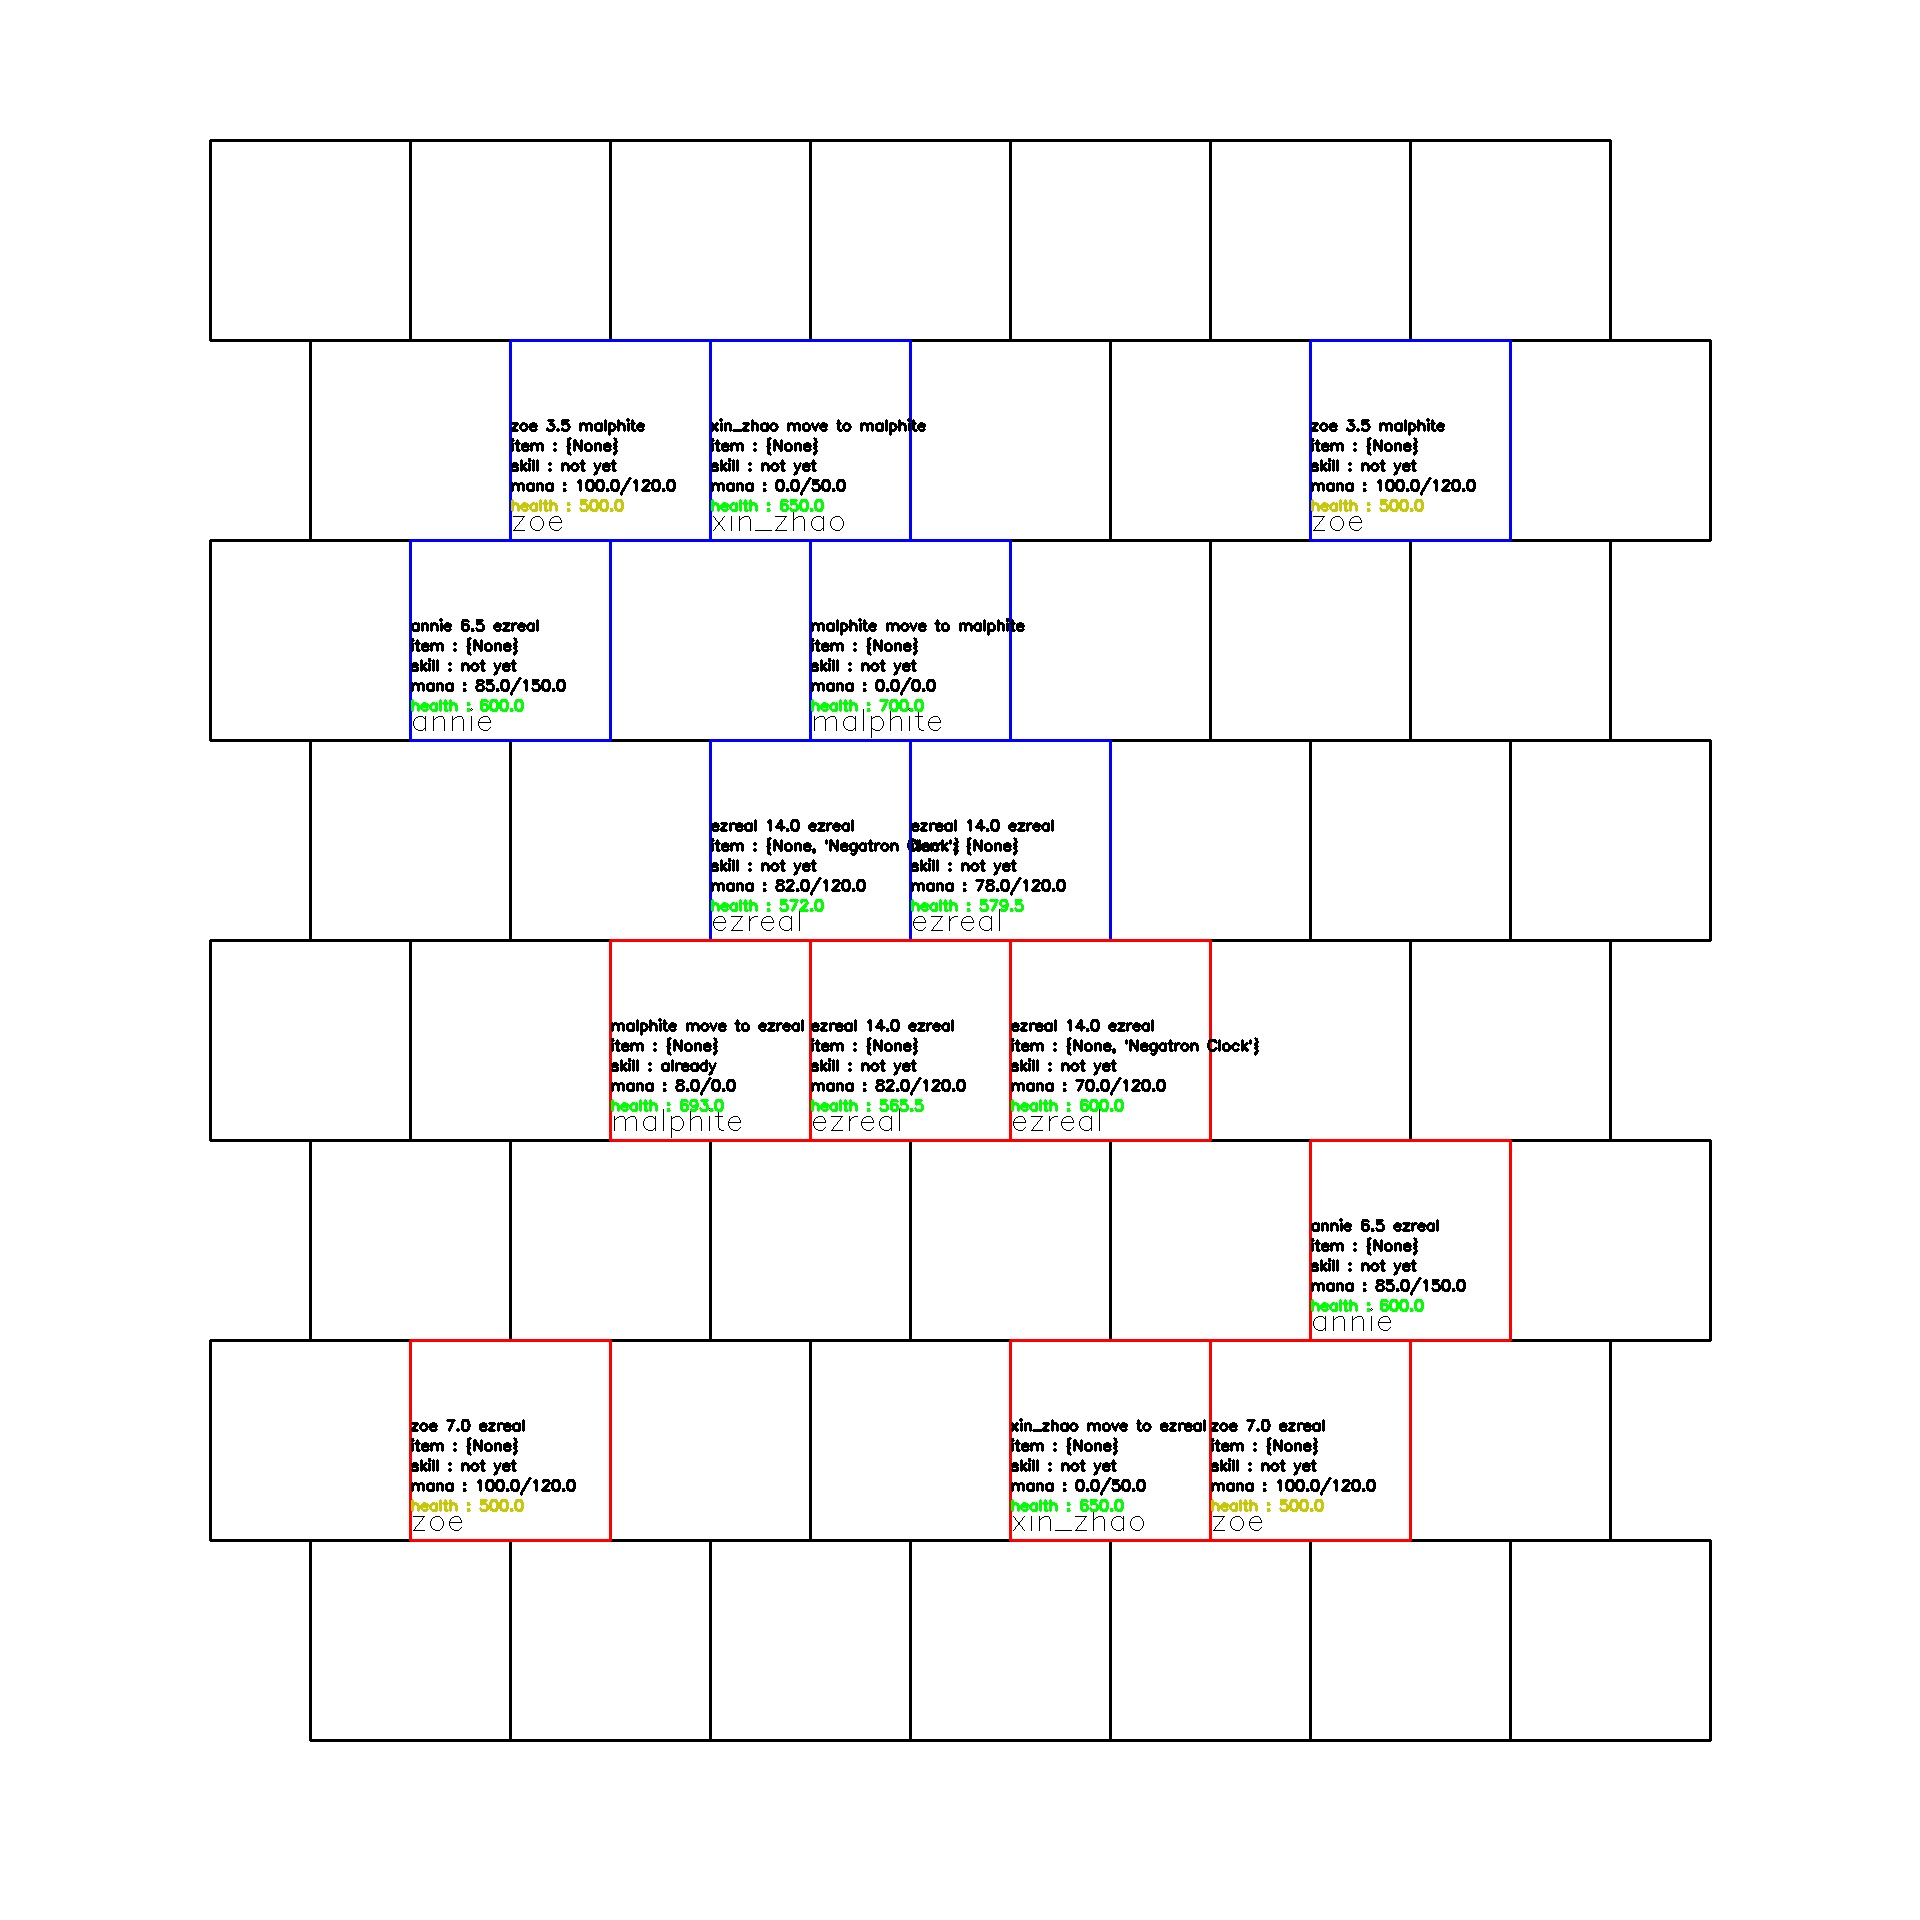 zoe 3.5 malphite
item : {None}
skill : not yet
mana : 100.0/120.0
health : 500.0
zoe
xin_zhao move to malphite
item : {None}
skill : not yet
mana : 0.0/50.0
health : 650.0
xin_zhao
zoe 3.5 malphite
item : {None}
skill : not yet
mana : 100.0/120.0
health : 500.0
zoe
annie 6.5 ezreal
item : {None}
skill : not yet
mana : 85.0/150.0
health : 600.0
annie
malphite move to malphite
item : {None}
skill : not yet
mana : 0.0/0.0
health : 700.0
malphite
ezreal 14.0 ezreal
item : {None, 'Negatron Clock'}
skill : not yet
mana : 82.0/120.0
health : 572.0
ezreal
ezreal 14.0 ezreal
item : {None}
skill : not yet
mana : 78.0/120.0
health : 579.5
ezreal
malphite move to ezreal
item : {None}
skill : already
mana : 8.0/0.0
health : 693.0
malphite
ezreal 14.0 ezreal
item : {None}
skill : not yet
mana : 82.0/120.0
health : 565.5
ezreal
ezreal 14.0 ezreal
item : {None, 'Negatron Clock'}
skill : not yet
mana : 70.0/120.0
health : 600.0
ezreal
annie 6.5 ezreal
item : {None}
skill : not yet
mana : 85.0/150.0
health : 600.0
annie
zoe 7.0 ezreal
item : {None}
skill : not yet
mana : 100.0/120.0
health : 500.0
zoe
xin_zhao move to ezreal
item : {None}
skill : not yet
mana : 0.0/50.0
health : 650.0
xin_zhao
zoe 7.0 ezreal
item : {None}
skill : not yet
mana : 100.0/120.0
health : 500.0
zoe